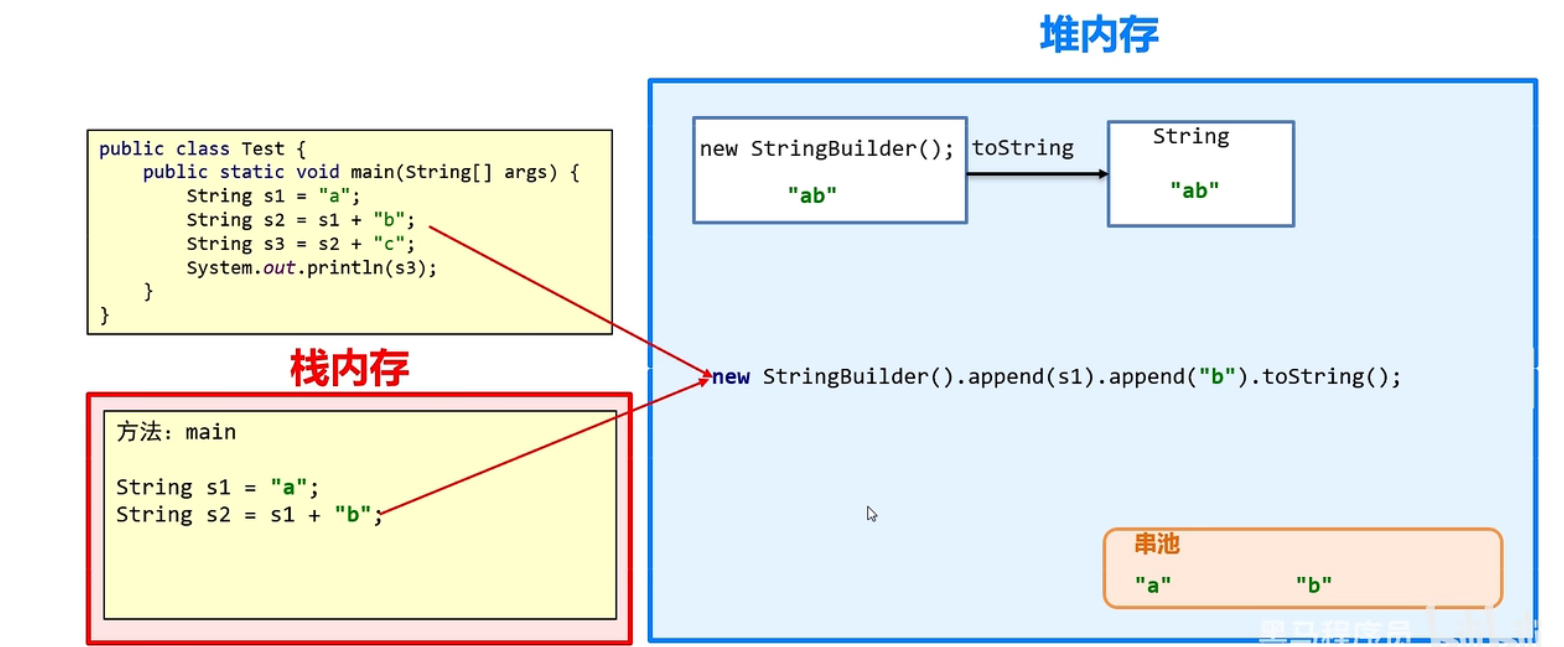 堆内存
public class Test {
public static void main(String[] args) {
String s1 = "a";
String s2 = s1 + "b";
String s3 = s2 + "c";
System.out.println(s3);
}
}
new StringBuilder();
"ab"
toString
String
"ab"
栈内存
方法：main
String s1 = "a";
String s2 = s1 + "b";
new StringBuilder().append(s1).append("b").toString();
串池
"a" "b"
黑马程序员
bilibili